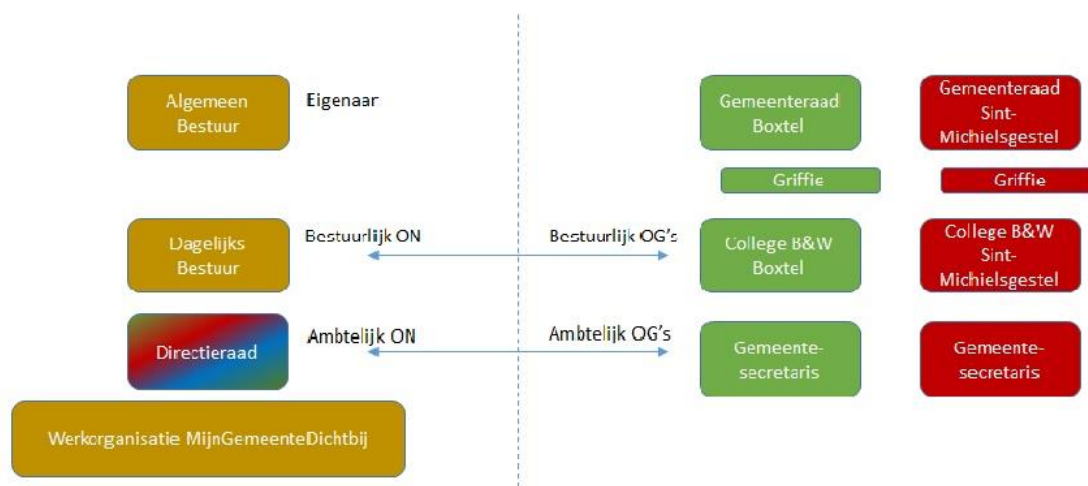 Algemeen
Bestuur
Eigenaar
Gemeenteraad
Boxtel
Gemeenteraad
Sint-
Michielsgestel
Griffie
Griffie
Dagelijks
Bestuur
Bestuurlijk ON
Bestuurlijk OG's
College B&W
Boxtel
College B&W
Sint-
Michielsgestel
Directieraad
Ambtelijk ON
Ambtelijk OG's
Gemeente-
secretaris
Gemeente-
secretaris
Werkorganisatie MijnGemeenteDichtbij